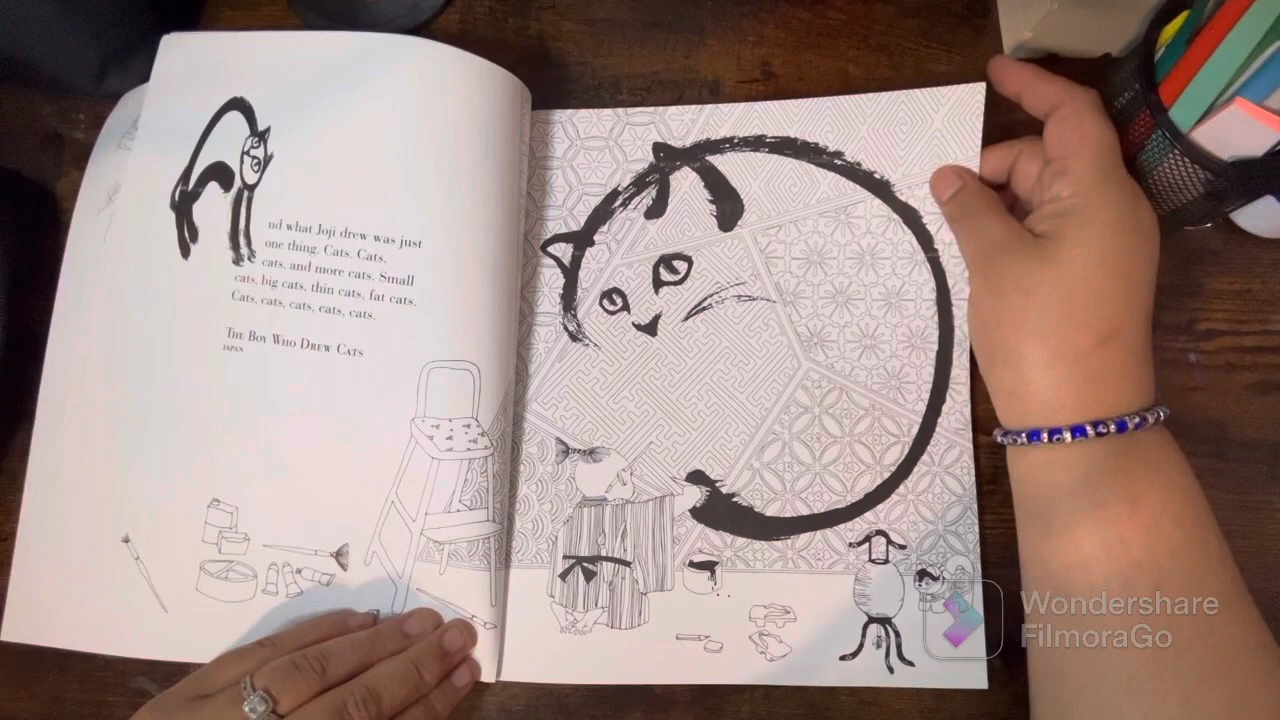 nd what Joji drew was just
one thing. Cats. Cats,
cats, and more cats. Small
cats, big cats, thin cats, fat cats.
Cats, cats, cats, cats, cats.
THE BOY WHO DREW CATS
JAPAN
Wondershare
FilmoraGo